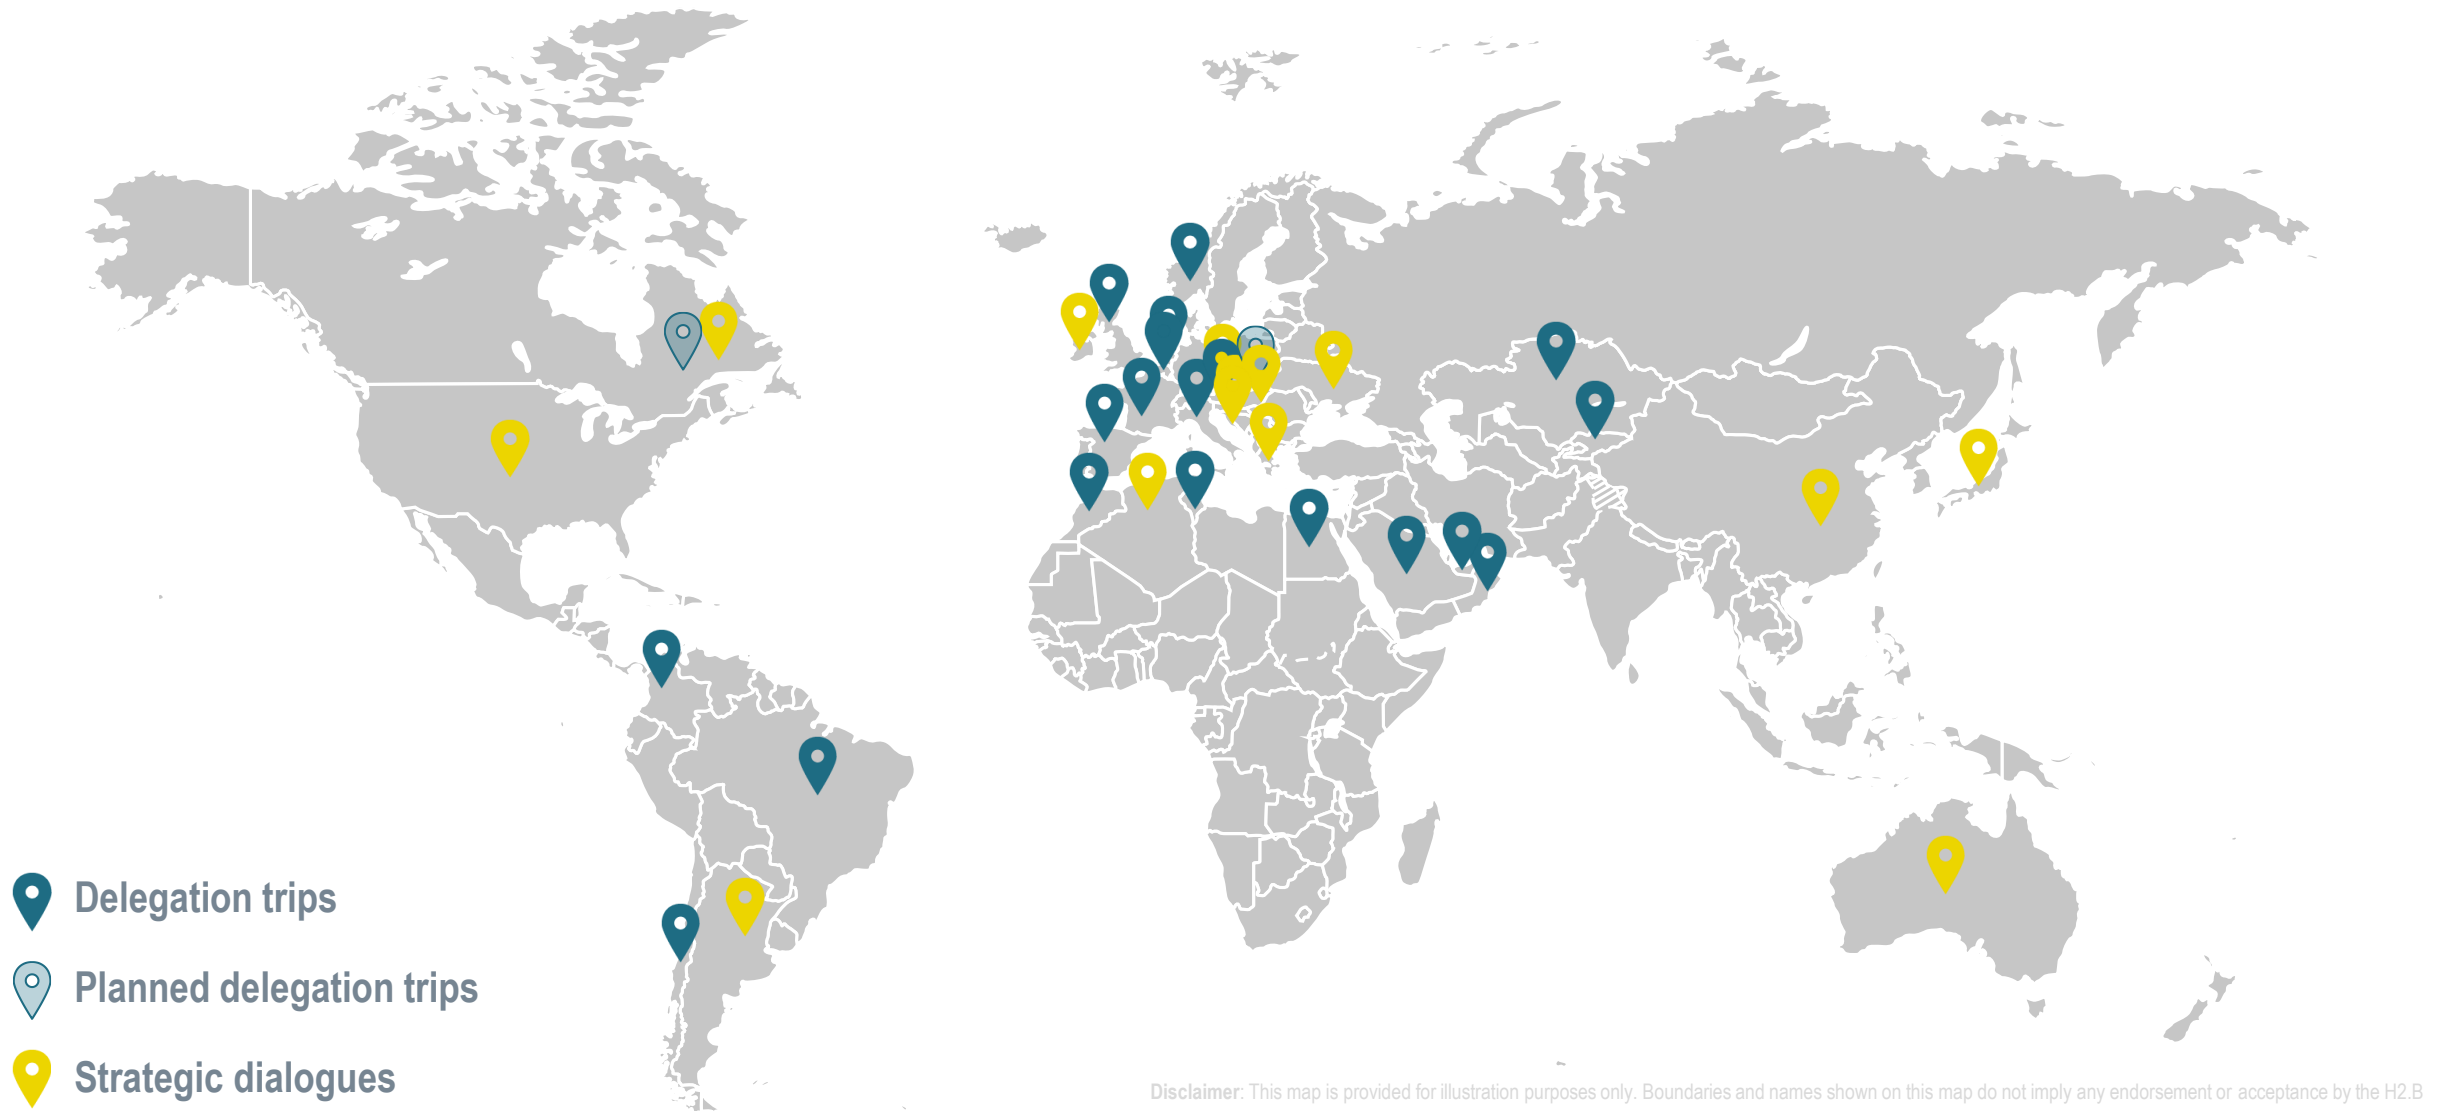 Delegation trips
Planned delegation trips
Strategic dialogues
Disclaimer: This map is provided for illustration purposes only. Boundaries and names shown on this map do not imply any endorsement or acceptance by the H2.B